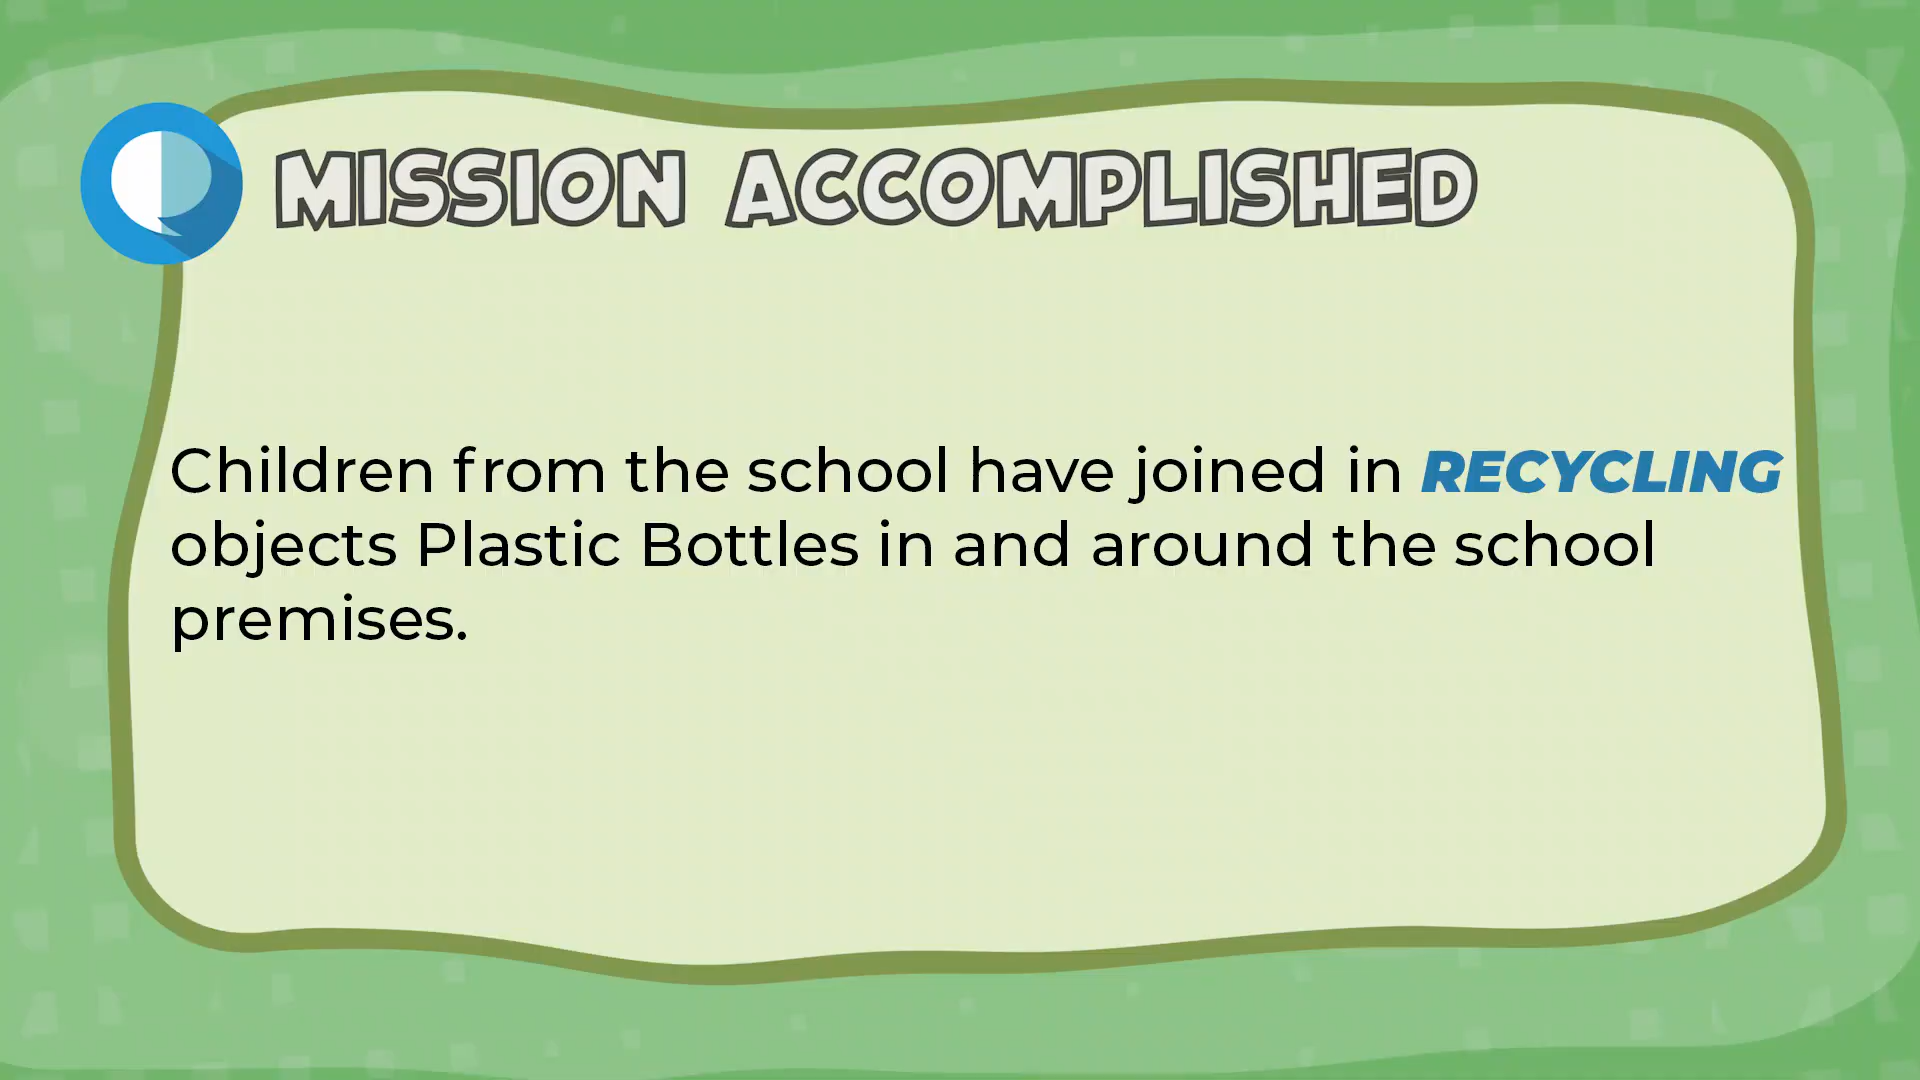 MISSION ACCOMPLISHED
Children from the school have joined in RECYCLING
objects Plastic Bottles in and around the school
premises.